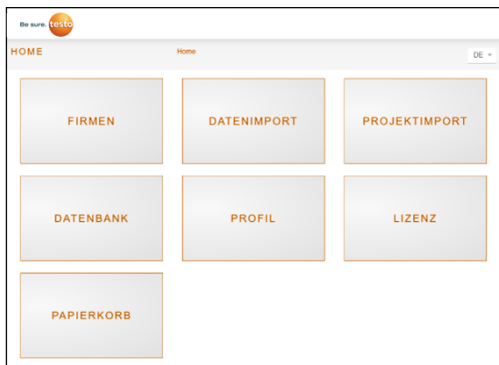 Be sure. testo
HOME Home DE
FIRMEN DATENIMPORT PROJEKTIMPORT
DATENBANK PROFIL LIZENZ
PAPIERKORB